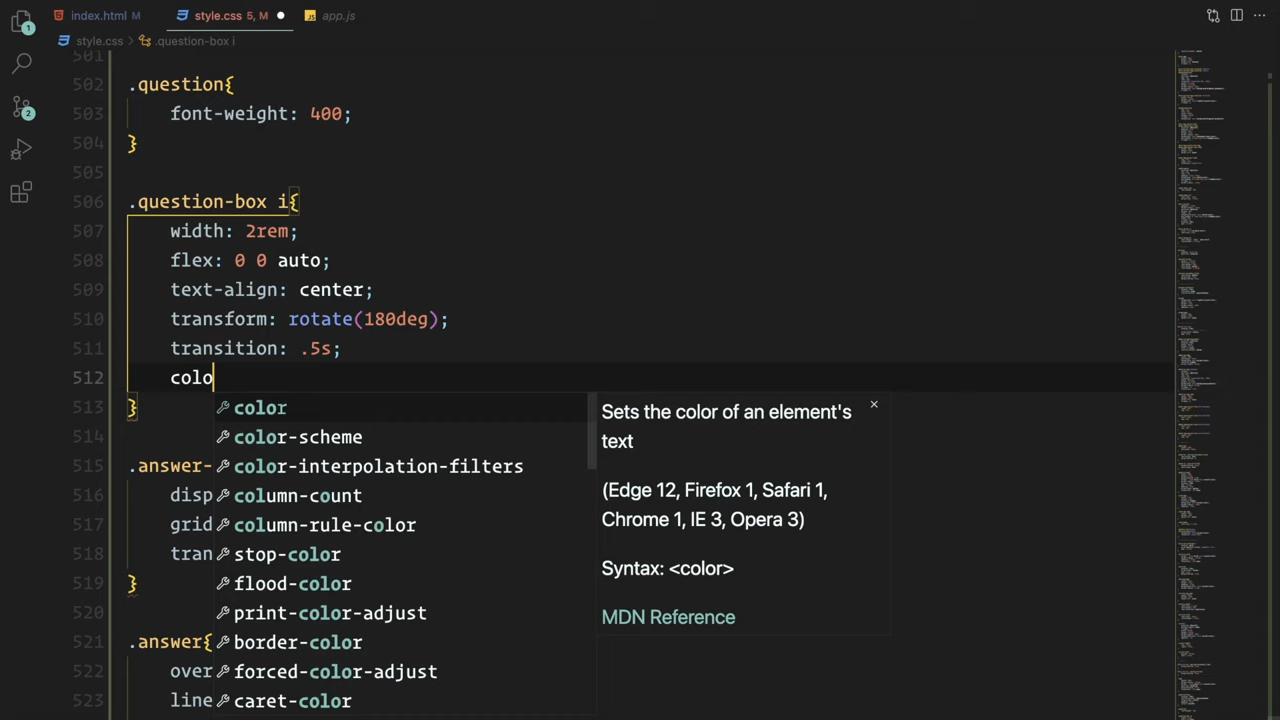 index.html M
style.css 5, M
app.js
style.css > .question-box i
1
2
501
502 .question{
503 font-weight: 400;
504 }
505
506 .question-box i{
507 width: 2rem;
508 flex: 0 0 auto;
509 text-align: center;
510 transform: rotate(180deg);
511 transition: .5s;
512 colo
513 }
514
515 .answer-
516 disp
517 grid
518 tran
519 }
520
521 .answer{
522 over
523 line
color
color-scheme
color-interpolation-filters
column-count
column-rule-color
stop-color
flood-color
print-color-adjust
border-color
forced-color-adjust
caret-color
Sets the color of an element's
text
(Edge 12, Firefox 1, Safari 1,
Chrome 1, IE 3, Opera 3)
Syntax: <color>
MDN Reference